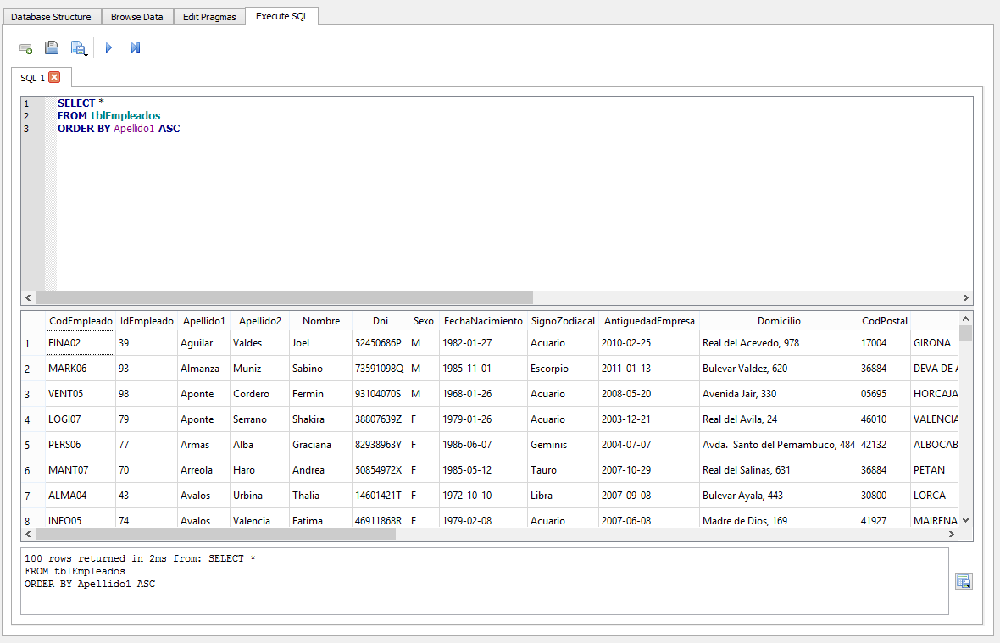 Database Structure Browse Data Edit Pragmas Execute SQL
SQL 1
1 SELECT *
2 FROM tblEmpleados
3 ORDER BY Apellido1 ASC
CodEmpleado IdEmpleado Apellido1 Apellido2 Nombre Dni Sexo FechaNacimiento SignoZodiacal AntiguedadEmpresa Domicilio CodPostal
1 FINA02 39 Aguilar Valdes Joel 52450686P M 1982-01-27 Acuario 2010-02-25 Real del Acevedo, 978 17004 GIRONA
2 MARK06 93 Almanza Muniz Sabino 73591098Q M 1985-11-01 Escorpio 2011-01-13 Bulevar Valdez, 620 36884 DEVA DE A
3 VENT05 98 Aponte Cordero Fermin 93104070S M 1968-01-26 Acuario 2008-05-20 Avenida Jair, 330 05695 HORCAJA
4 LOGI07 79 Aponte Serrano Shakira 38807639Z F 1979-01-26 Acuario 2003-12-21 Real del Avila, 24 46010 VALENCIA
5 PERS06 77 Armas Alba Graciana 82938963Y F 1986-06-07 Geminis 2004-07-07 Avda.  Santo del Pernambuco, 484 42132 ALBOCAB
6 MANT07 70 Arreola Haro Andrea 50854972X F 1985-05-12 Tauro 2007-10-29 Real del Salinas, 631 36884 PETAN
7 ALMA04 43 Avalos Urbina Thalia 14601421T F 1972-10-10 Libra 2007-09-08 Bulevar Ayala, 443 30800 LORCA
8 INFO05 74 Avalos Valencia Fatima 46911868R F 1979-02-08 Acuario 2007-06-08 Madre de Dios, 169 41927 MAIRENA
100 rows returned in 2ms from: SELECT *
FROM tblEmpleados
ORDER BY Apellido1 ASC